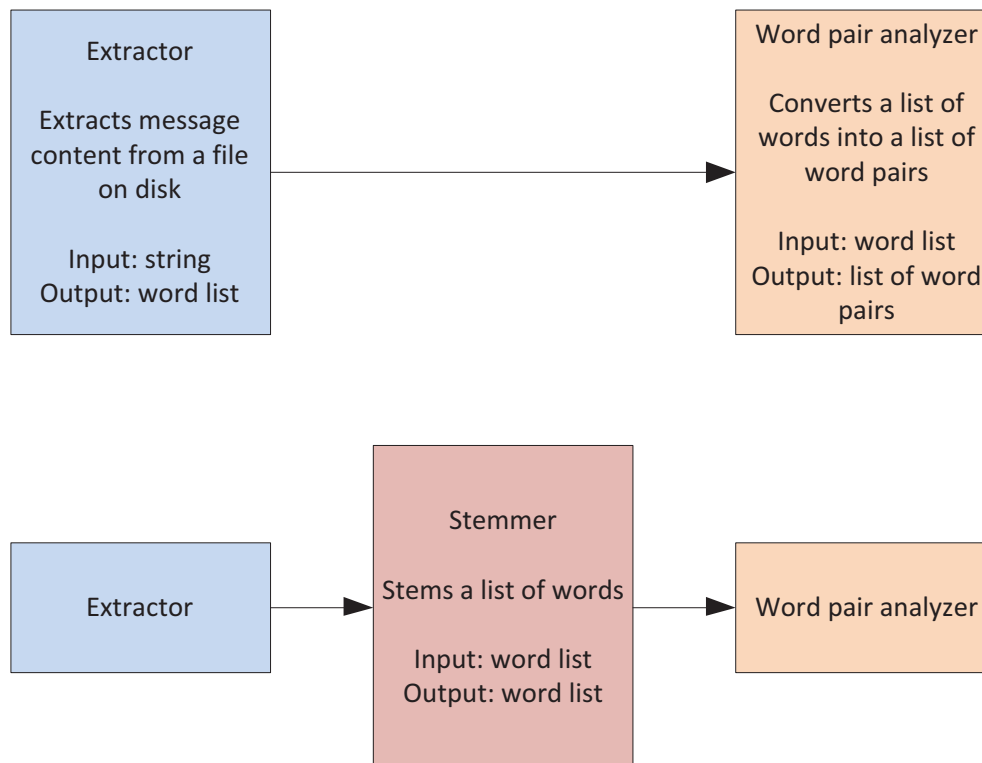 Extractor
Extracts message
content from a file
on disk
Input: string
Output: word list
Word pair analyzer
Converts a list of
words into a list of
word pairs
Input: word list
Output: list of word
pairs
Extractor
Stemmer
Stems a list of words
Input: word list
Output: word list
Word pair analyzer